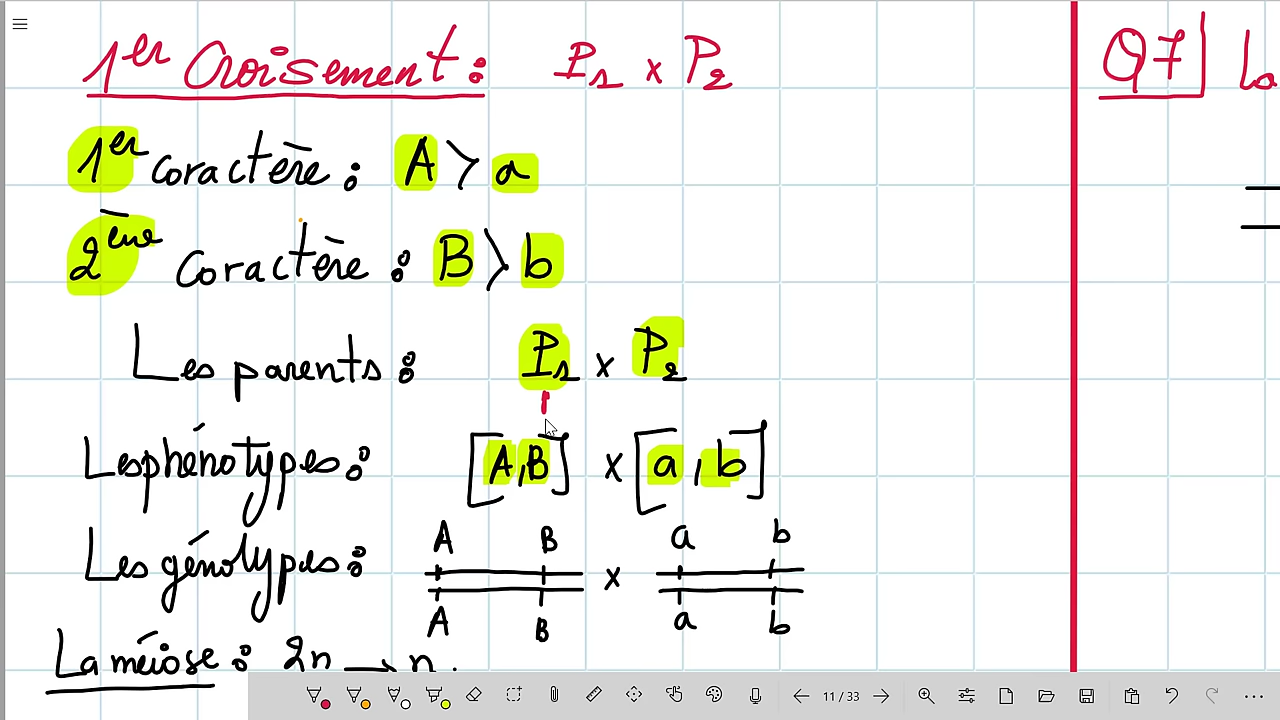 1er Croisement: P1 x P2
1er caractère: A > a
2ème caractère: B > b
Les parents: P1 x P2
Les phénotypes: [A,B] x [a,b]
A B a b
Les génotypes: x
A B a b
La méiose: 2n → n
Q7
11 / 33